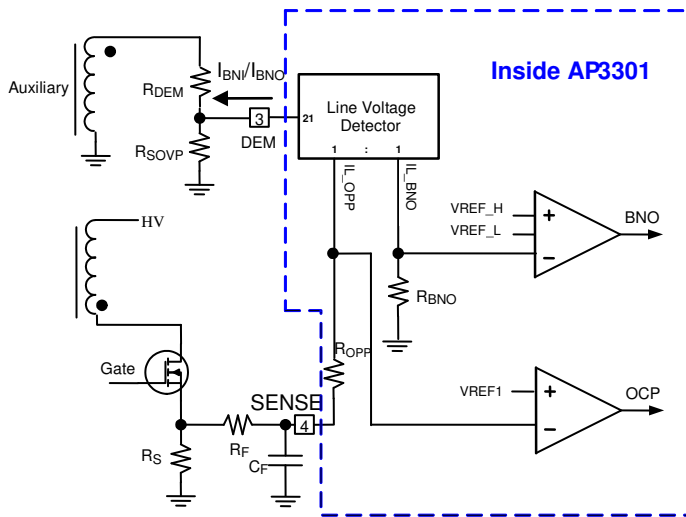 Inside AP3301
Auxiliary
RDEM
IBNI/IBNO
3
DEM
RSOVP
21
Line Voltage
Detector
1 : 1
IL_OPP
IL_BNO
VREF_H
VREF_L
+
−
BNO
RBNO
HV
Gate
ROPP
SENSE
4
RF
CF
RS
VREF1
+
−
OCP